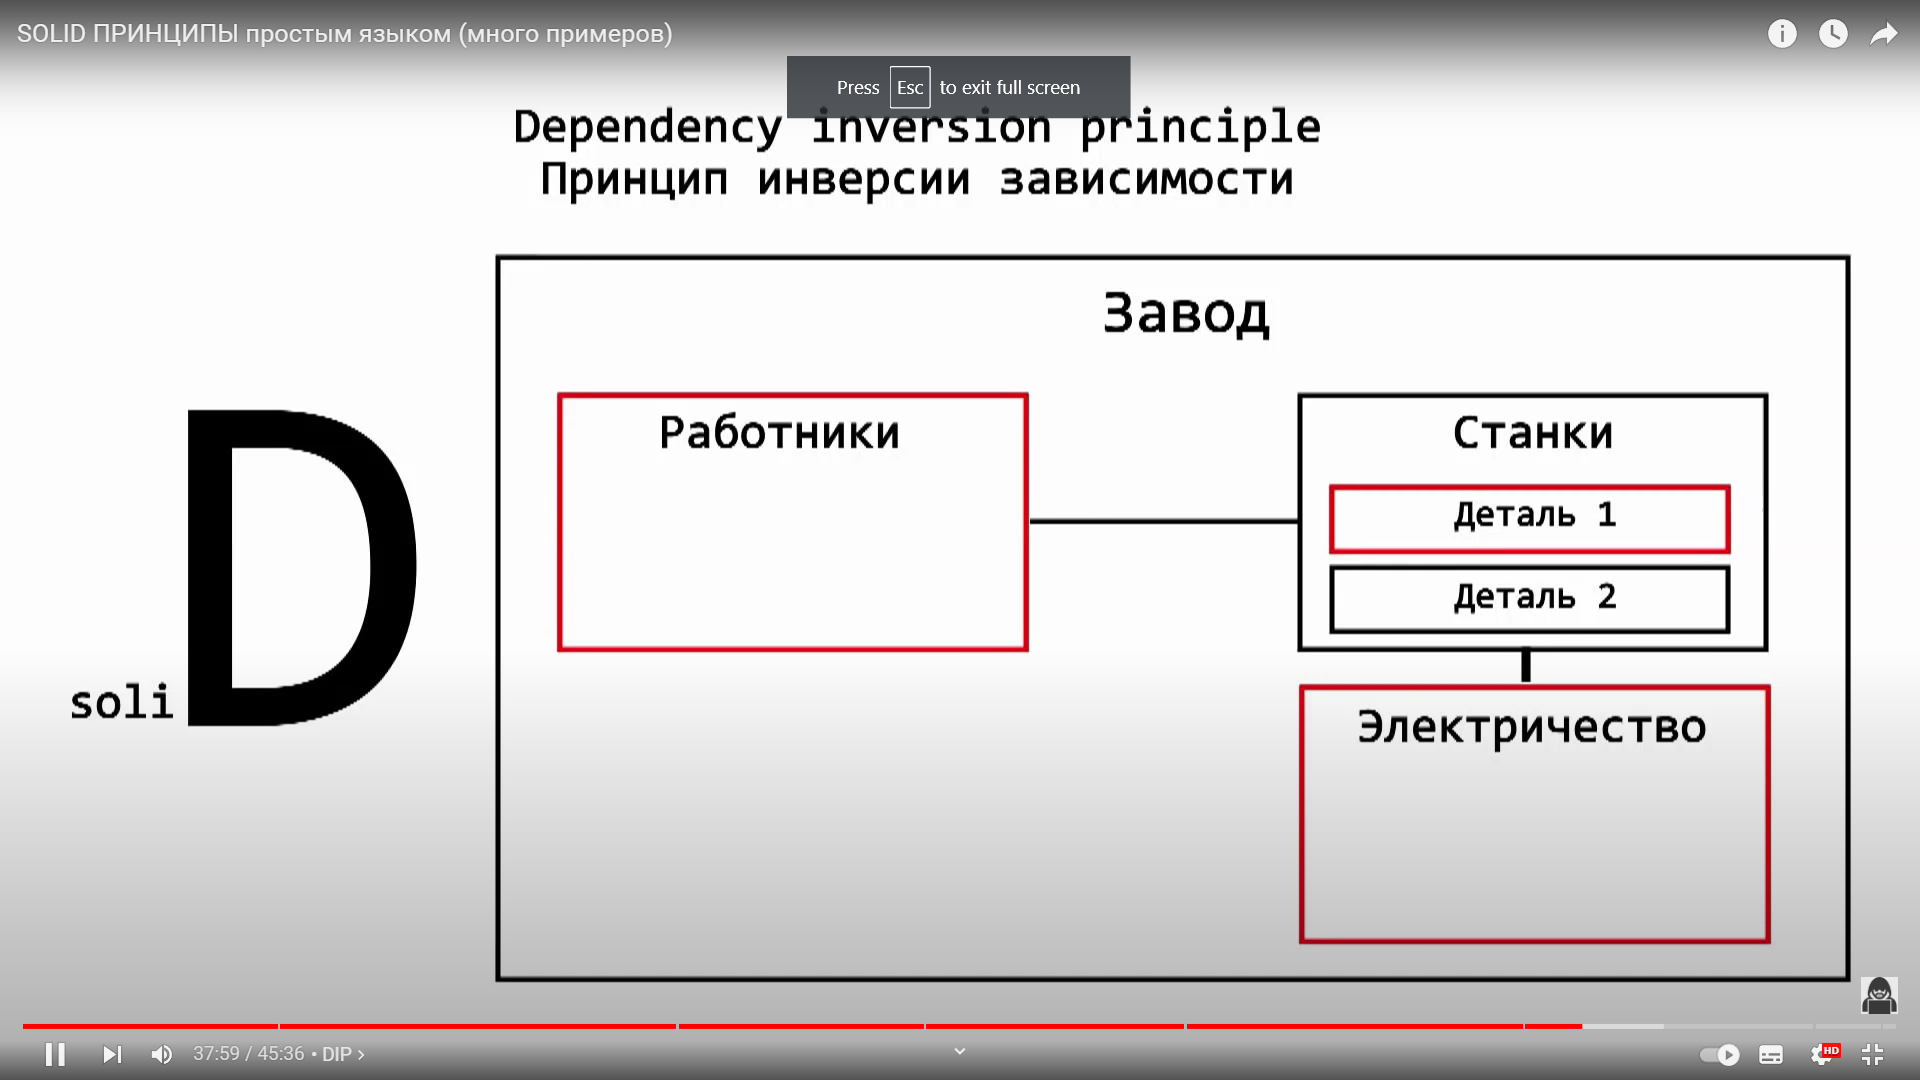 SOLID ПРИНЦИПЫ простым языком (много примеров)
Press Esc to exit full screen
Dependency inversion principle
Принцип инверсии зависимости
Завод
Работники
Станки
Деталь 1
Деталь 2
Электричество
soli D
37:59 / 45:36 • DIP ›
HD